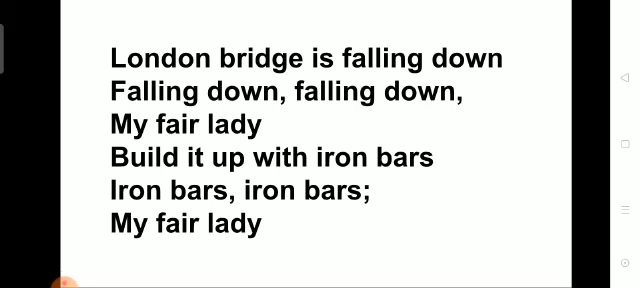 London bridge is falling down
Falling down, falling down,
My fair lady
Build it up with iron bars
Iron bars, iron bars;
My fair lady